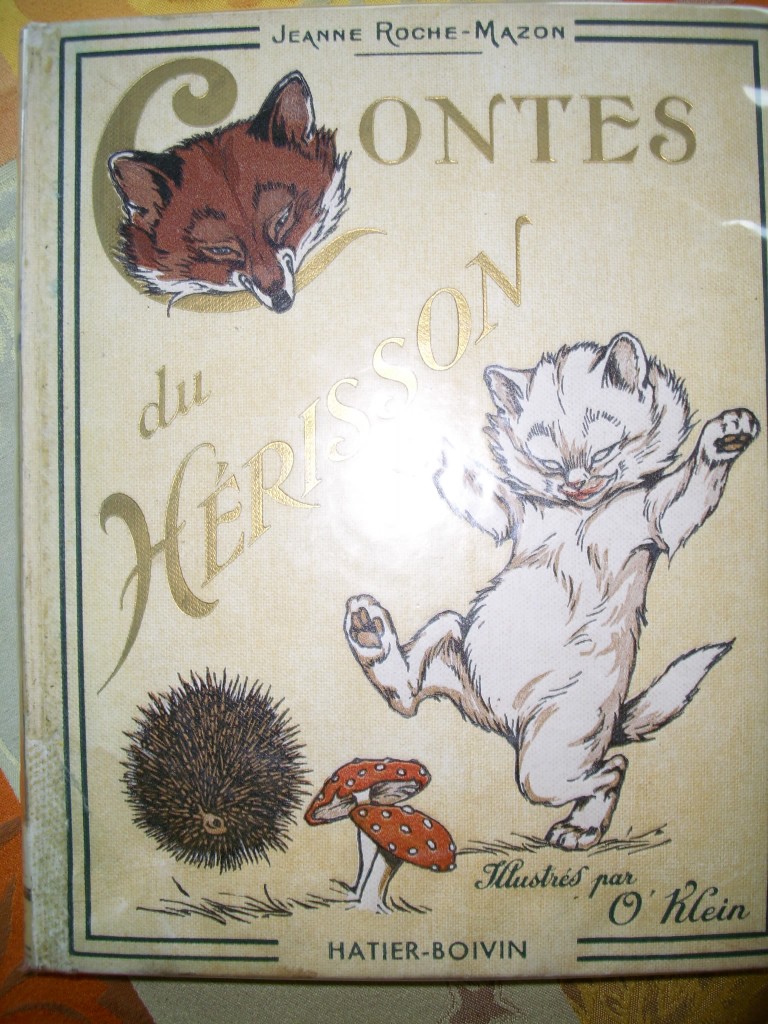 JEANNE ROCHE-MAZON
CONTES
du
HÉRISSON
Illustrés par
O'Klein
HATIER-BOIVIN